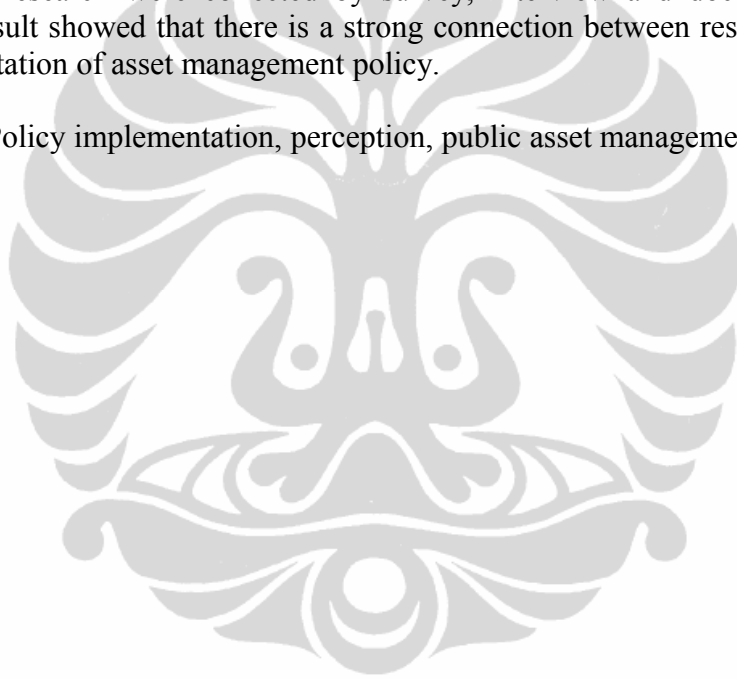 sult showed that there is a strong connection between res
tation of asset management policy.
Policy implementation, perception, public asset manageme